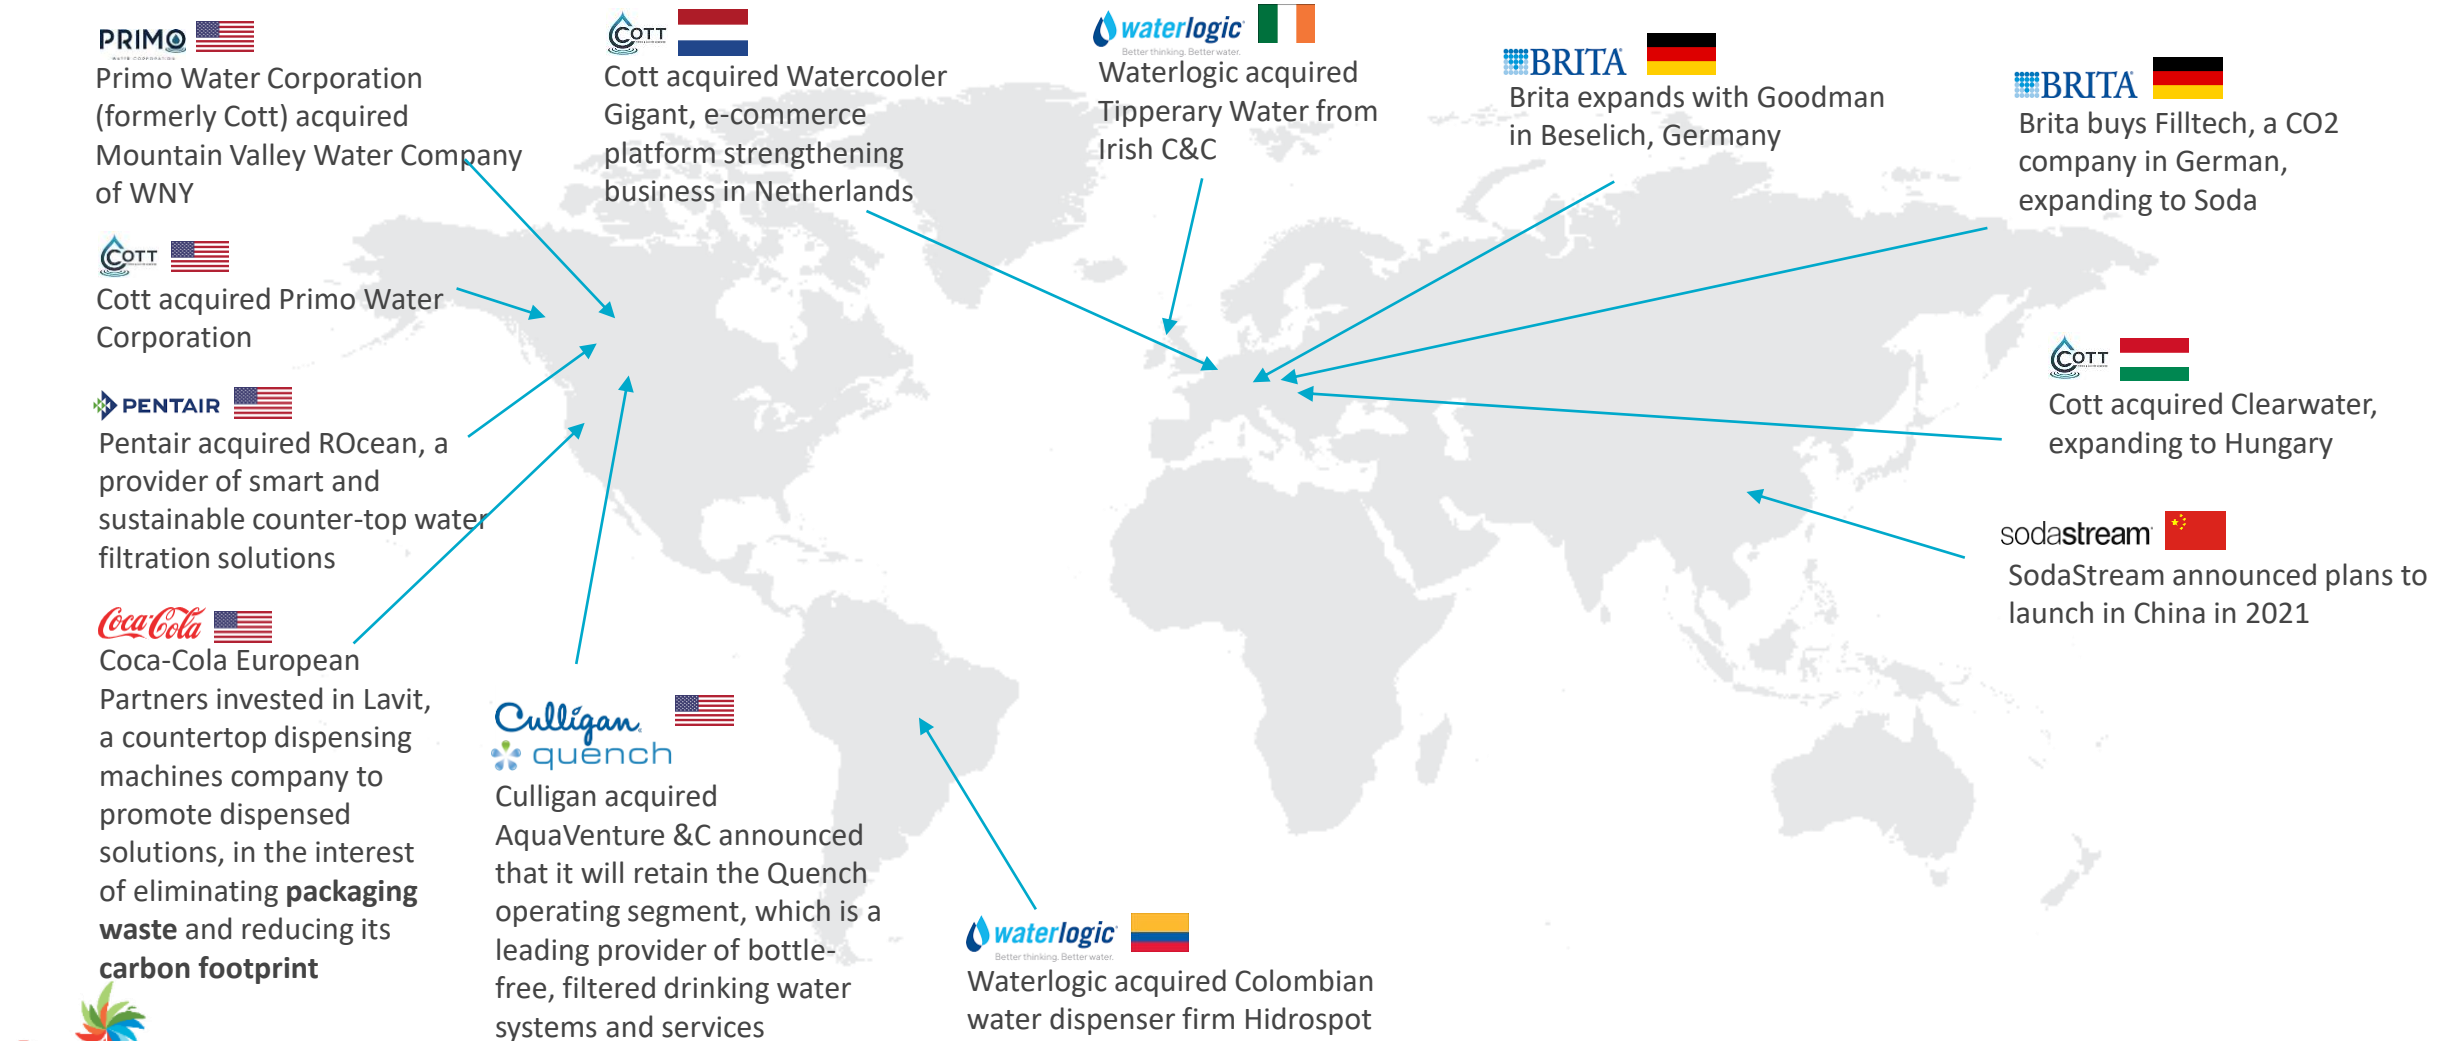 PRIMO
WATER CORPORATION
Primo Water Corporation
(formerly Cott) acquired
Mountain Valley Water Company
of WNY
COTT
Cott acquired Primo Water
Corporation
PENTAIR
Pentair acquired ROcean, a
provider of smart and
sustainable counter-top water
filtration solutions
Coca-Cola
Coca-Cola European
Partners invested in Lavit,
a countertop dispensing
machines company to
promote dispensed
solutions, in the interest
of eliminating packaging
waste and reducing its
carbon footprint
COTT
Cott acquired Watercooler
Gigant, e-commerce
platform strengthening
business in Netherlands
Culligan.
quench
Culligan acquired
AquaVenture &C announced
that it will retain the Quench
operating segment, which is a
leading provider of bottle-
free, filtered drinking water
systems and services
waterlogic
Better thinking. Better water.
Waterlogic acquired
Tipperary Water from
Irish C&C
waterlogic
Better thinking. Better water.
Waterlogic acquired Colombian
water dispenser firm Hidrospot
BRITA
Brita expands with Goodman
in Beselich, Germany
BRITA
Brita buys Filltech, a CO2
company in German,
expanding to Soda
COTT
Cott acquired Clearwater,
expanding to Hungary
sodastream
SodaStream announced plans to
launch in China in 2021